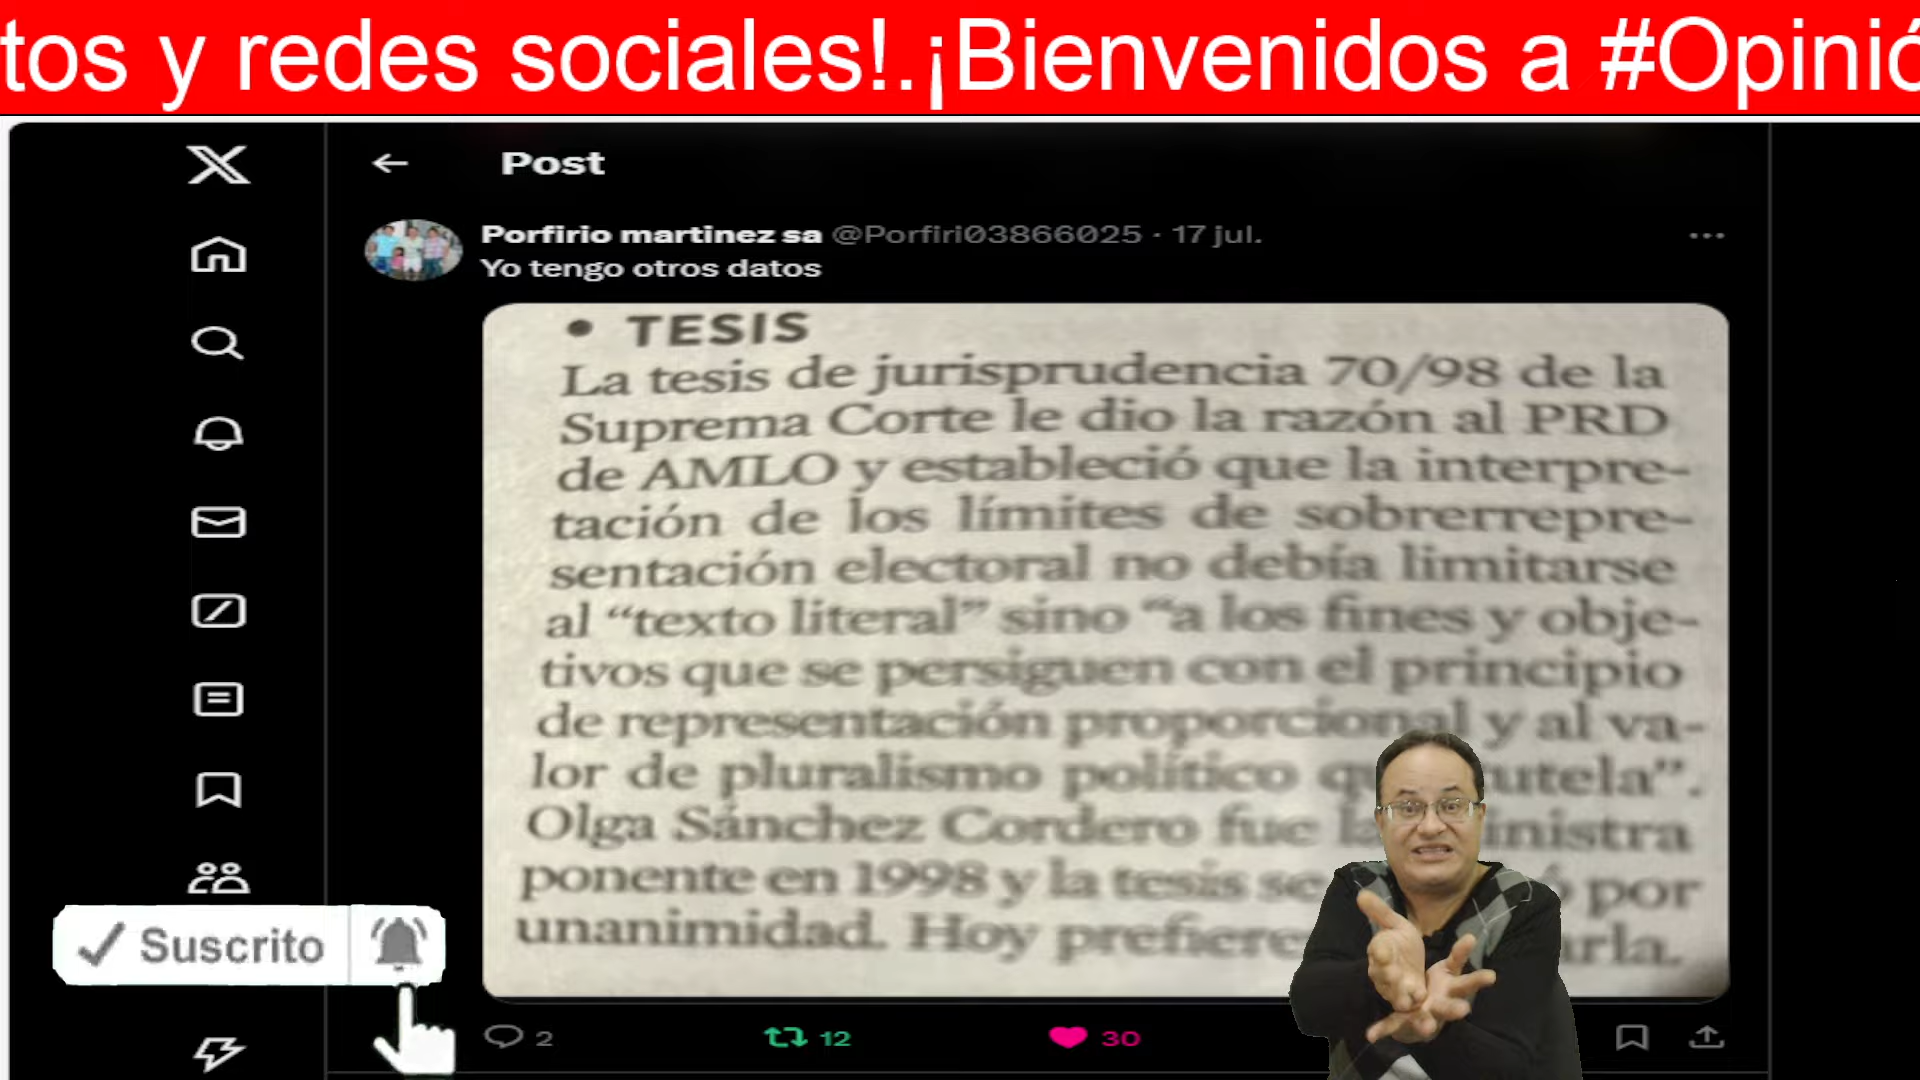 tos y redes sociales!.¡Bienvenidos a #Opinió
Post
Porfirio martinez sa @Porfiri03866025 · 17 jul.
Yo tengo otros datos
• TESIS
La tesis de jurisprudencia 70/98 de la
Suprema Corte le dio la razón al PRD
de AMLO y estableció que la interpre-
tación de los límites de sobrerrepre-
sentación electoral no debía limitarse
al “texto literal” sino “a los fines y obje-
tivos que se persiguen con el principio
de representación proporcional y al va-
lor de pluralismo político
Olga Sánchez Cordero fue
ponente en 1998 y la tesis por
unanimidad. Hoy
Suscrito
2
12
30